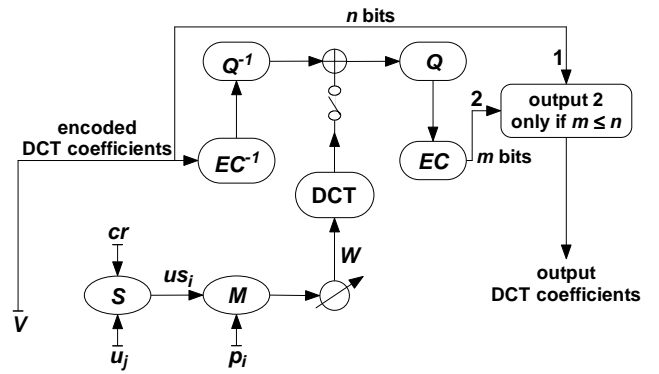 n bits
1
Q⁻¹
Q
2
output 2
only if m ≤ n
encoded
DCT coefficients
EC⁻¹
EC
m bits
DCT
cr
W
output
DCT coefficients
S
usᵢ
M
V
uⱼ
pᵢ